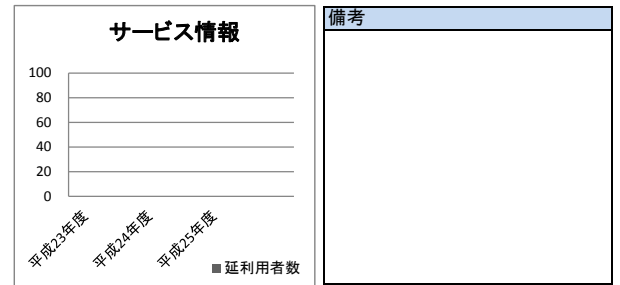 サービス情報
100
80
60
40
20
0
平成23年度
平成24年度
平成25年度
延利用者数
備考